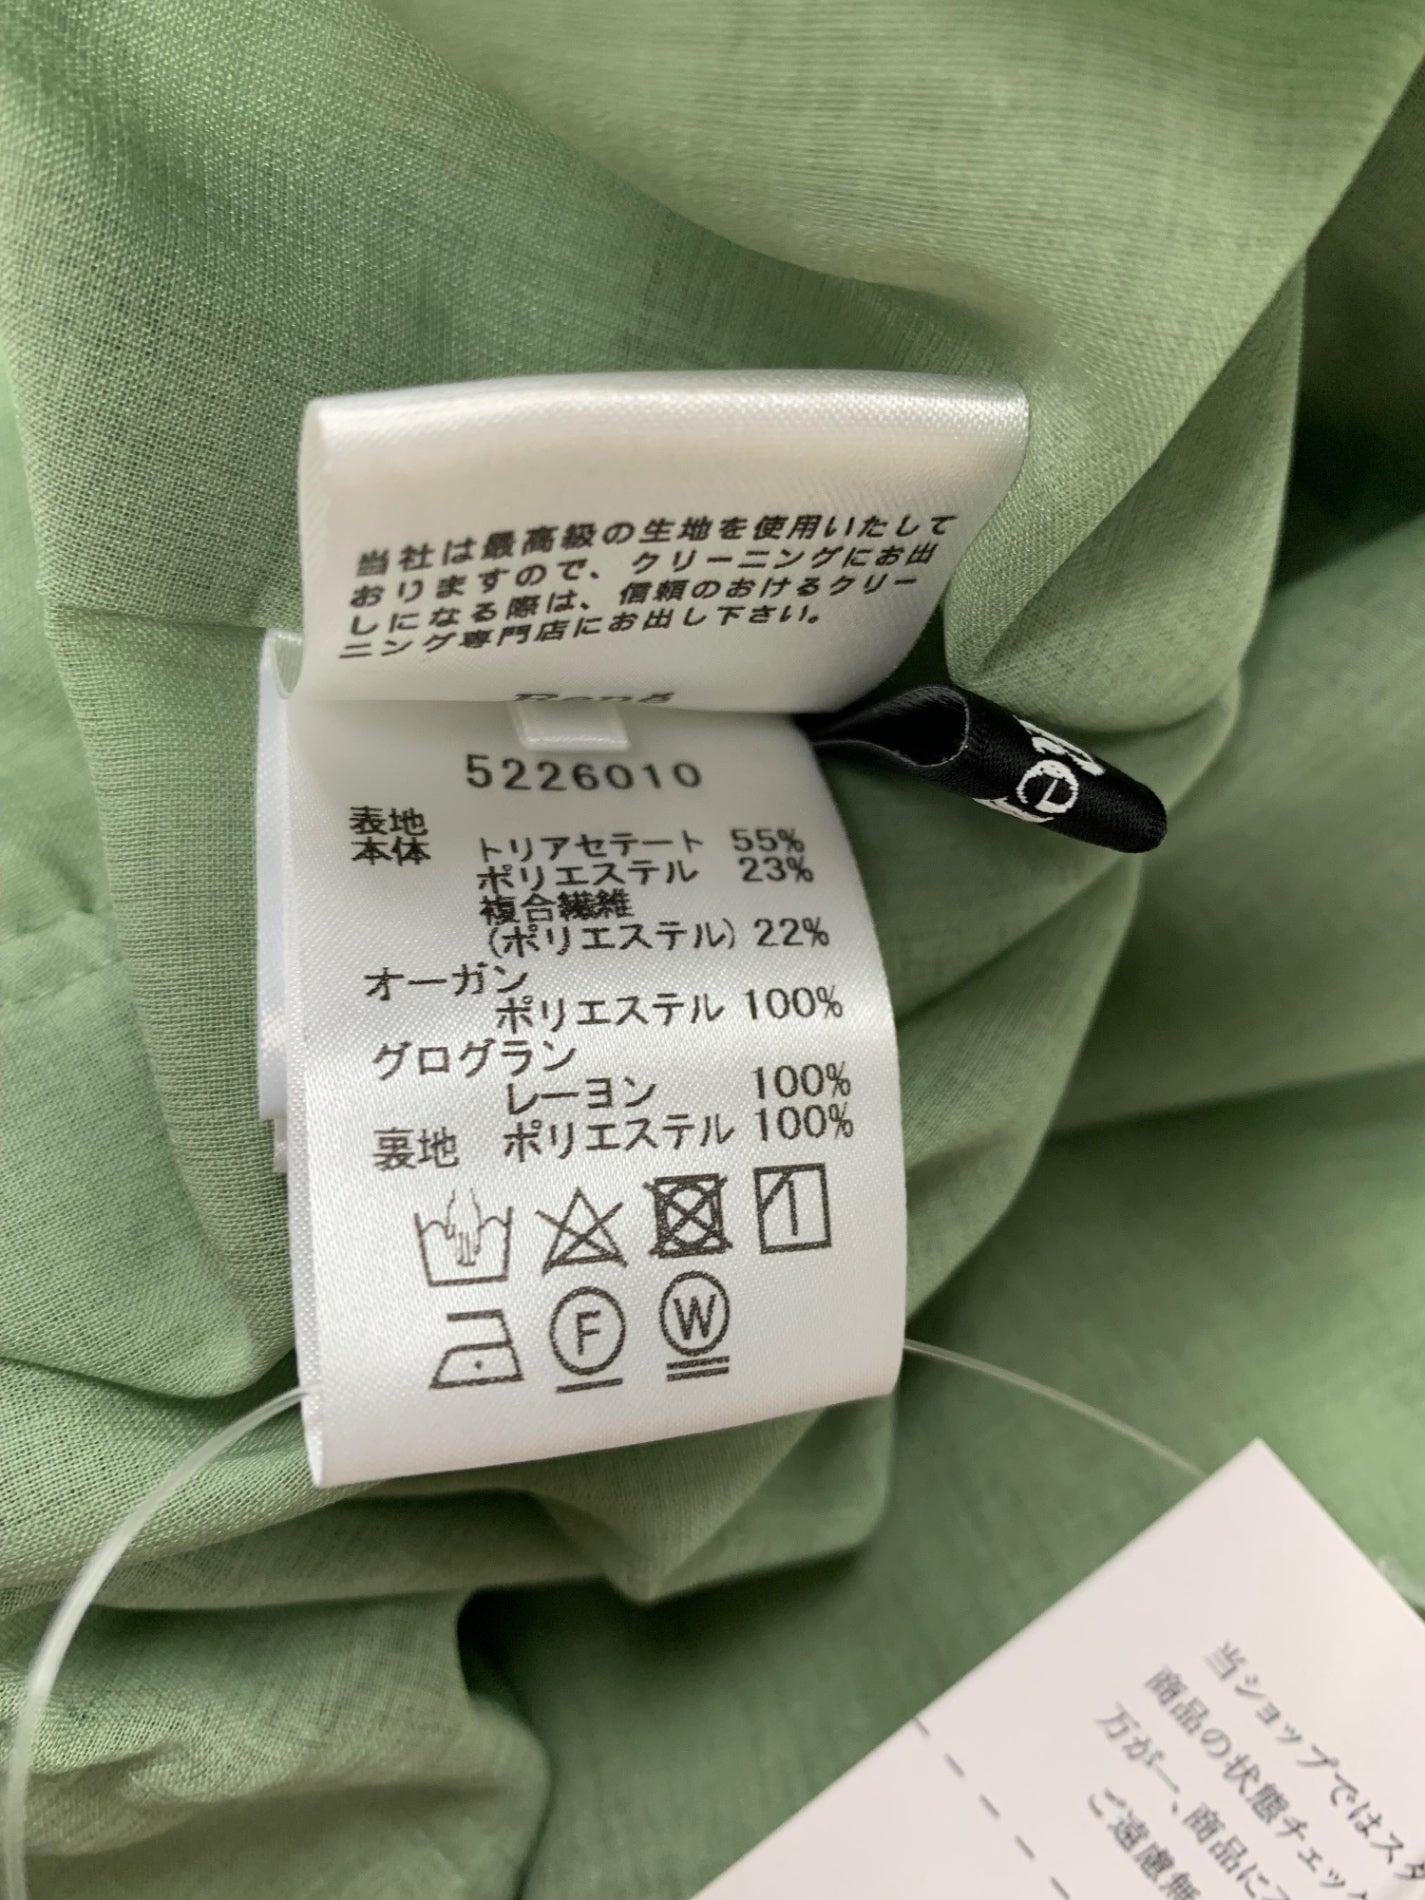 当社は最高級の生地を使用いたして
おりますので、クリーニングにお出
しになる際は、信頼のおけるクリー
ニング専門店にお出し下さい。
5226010
表地
本体 トリアセテート 55%
ポリエステル 23%
複合繊維
(ポリエステル) 22%
オーガン
ポリエステル 100%
グログラン
レーヨン 100%
裏地 ポリエステル 100%
F W
当ショップではスタ
商品の状態チェッ
万が一、商品に
ご遠慮無